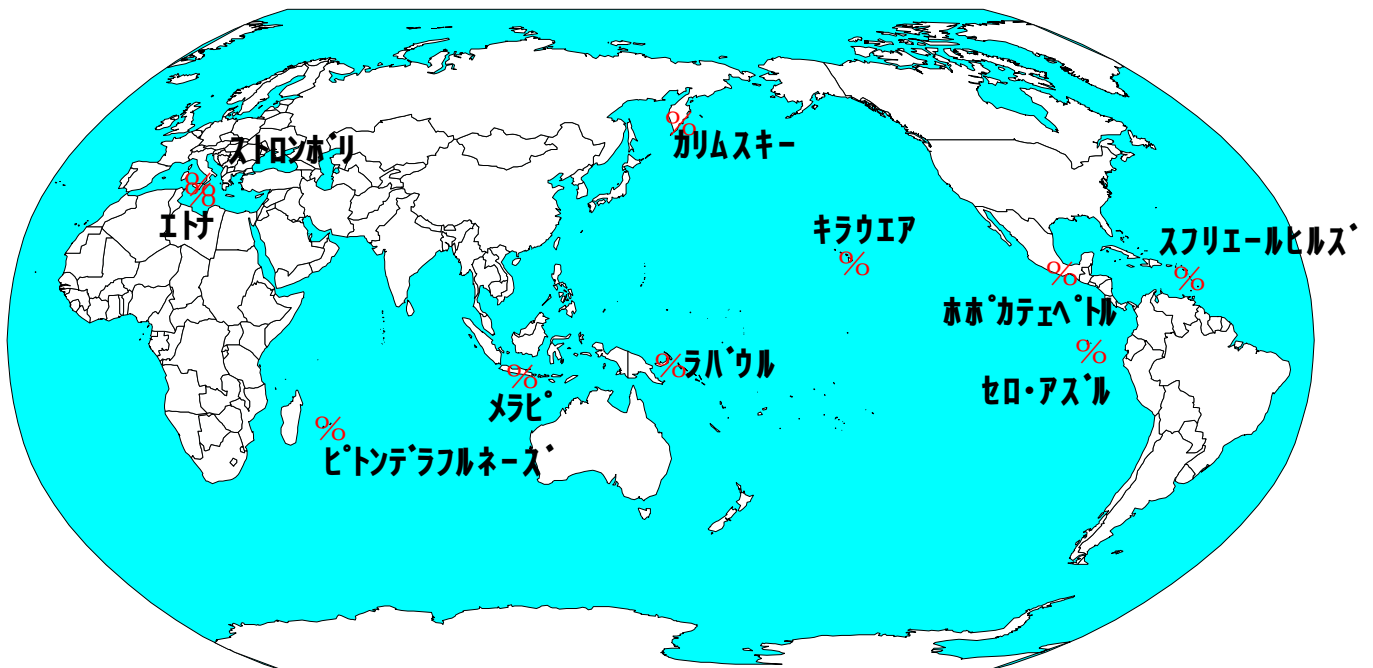 %
カリムスキー
ストロンボリ
%
%
エトナ
キラウエア
%
スフリエールヒルズ
%
%
ホポカテェペトル
%
セロ・アズル
%
ラバウル
%
メラピ
%
ピトンデラフルネーズ